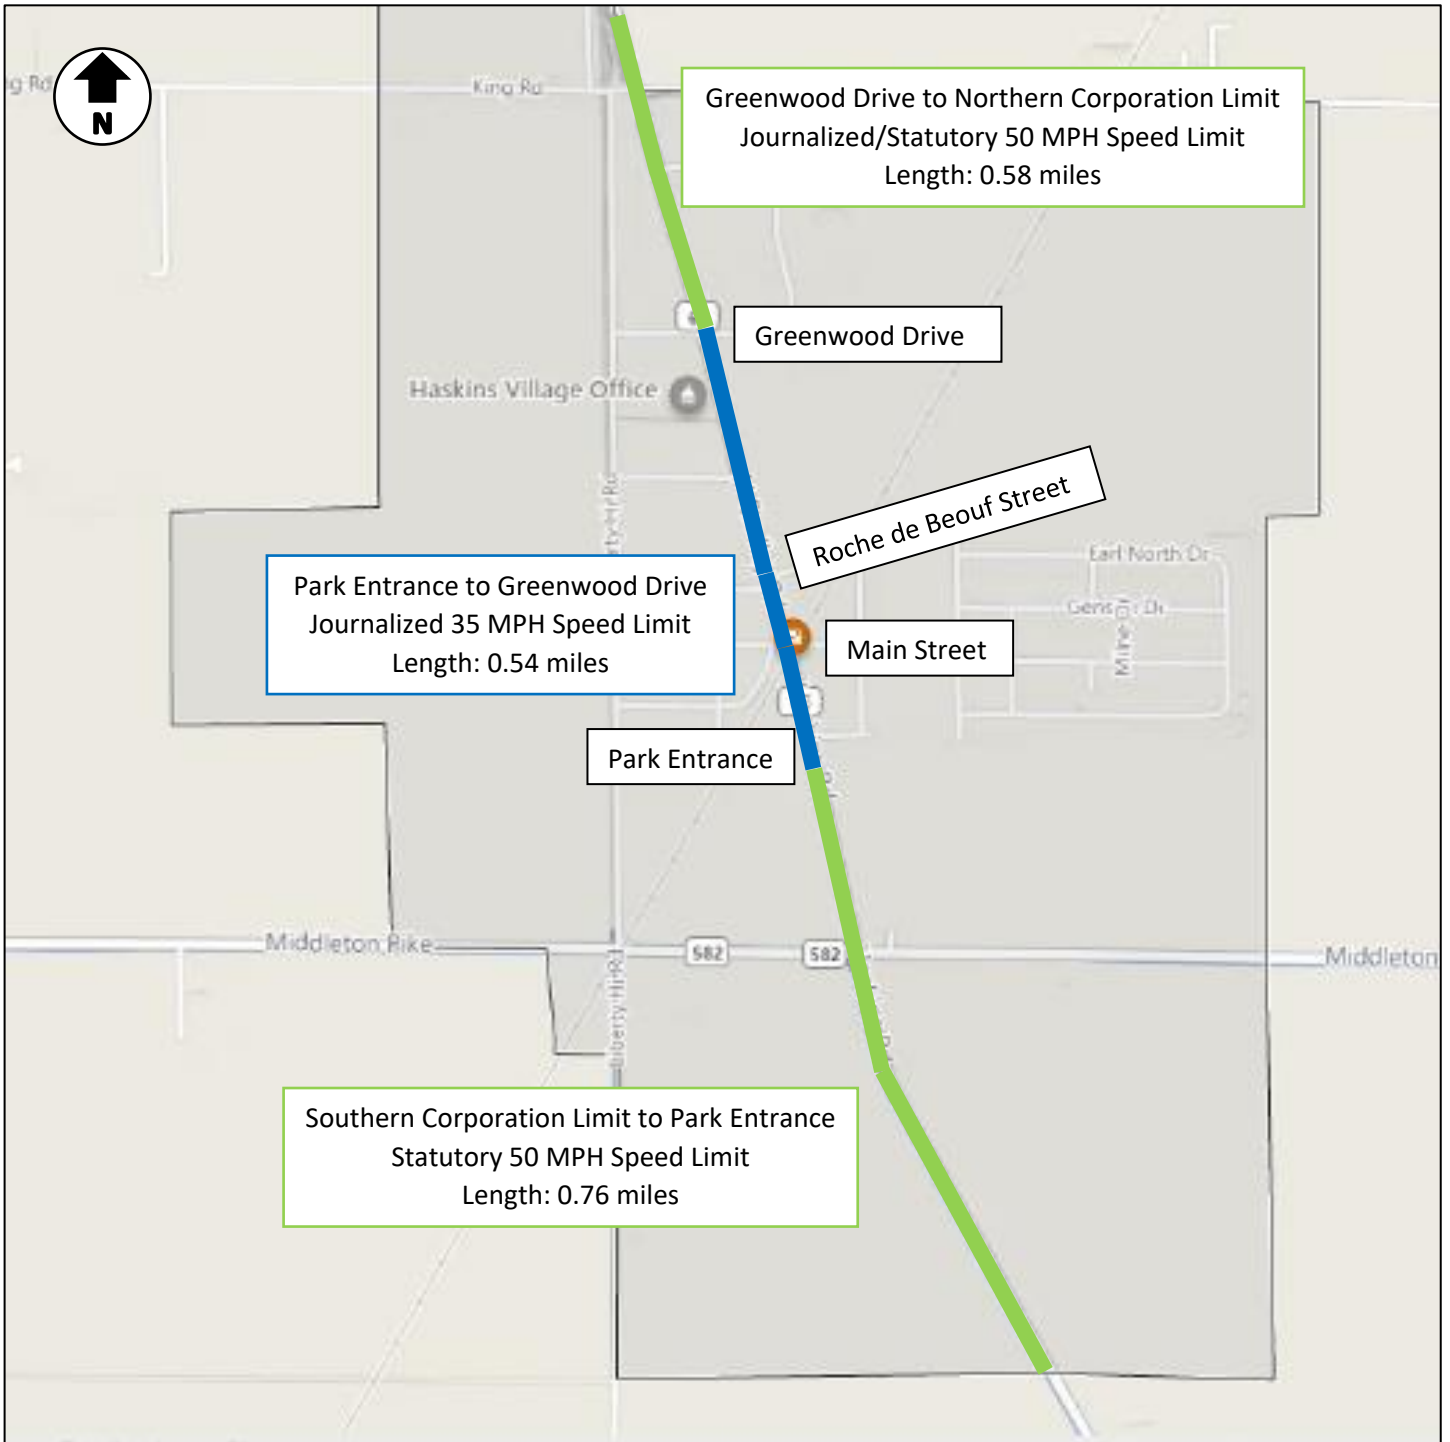 N
King Rd
Greenwood Drive to Northern Corporation Limit
Journalized/Statutory 50 MPH Speed Limit
Length: 0.58 miles
Greenwood Drive
Haskins Village Office
Roche de Beouf Street
Earl North Dr
Park Entrance to Greenwood Drive
Journalized 35 MPH Speed Limit
Length: 0.54 miles
Main Street
Park Entrance
Middleton Pike
582
582
Middleton
Liberty Hi Rd
Southern Corporation Limit to Park Entrance
Statutory 50 MPH Speed Limit
Length: 0.76 miles